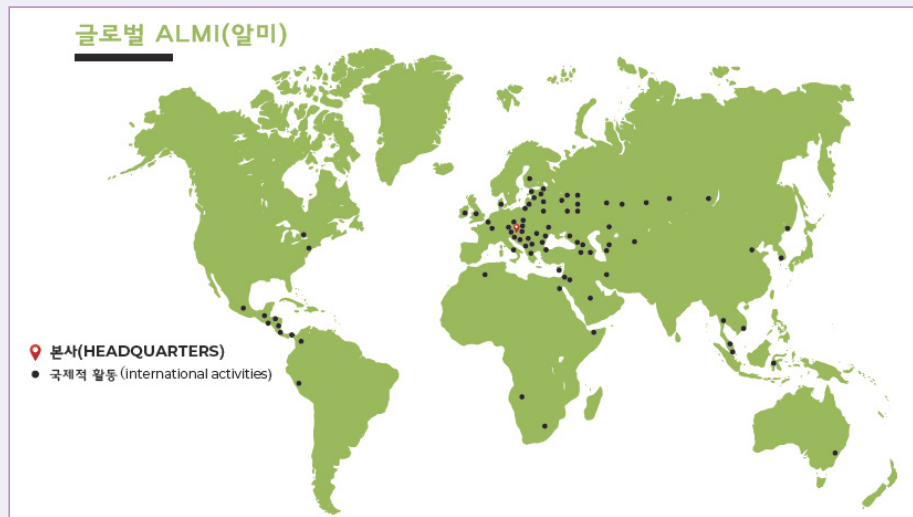 글로벌 ALMI(알미)
본사(HEADQUARTERS)
국제적 활동 (international activities)